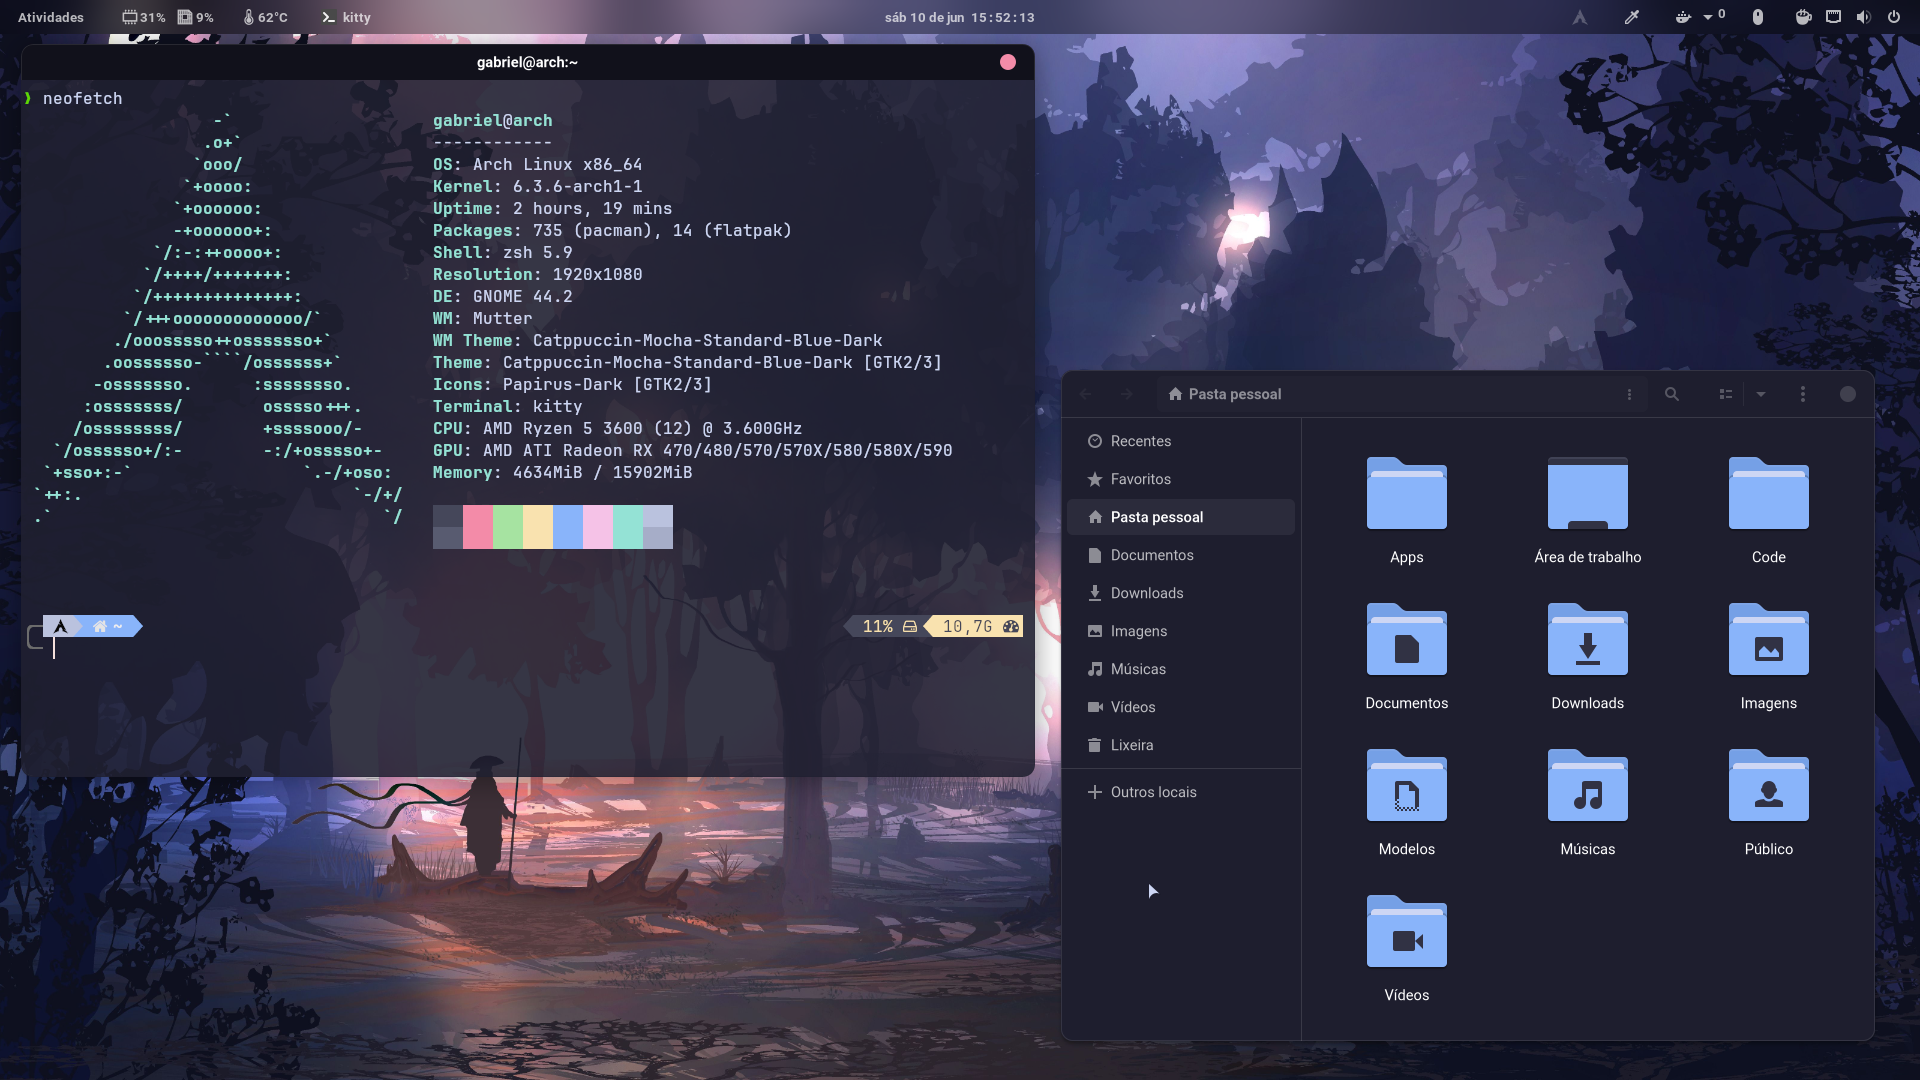 Atividades 31% 9% 62°C kitty sáb 10 de jun 15:52:13 0
gabriel@arch:~
❯ neofetch
-` gabriel@arch
.o+` ------------
`ooo/ OS: Arch Linux x86_64
`+oooo: Kernel: 6.3.6-arch1-1
`+oooooo: Uptime: 2 hours, 19 mins
-+oooooo+: Packages: 735 (pacman), 14 (flatpak)
`/:-:++oooo+: Shell: zsh 5.9
`/++++/+++++++: Resolution: 1920x1080
`/++++++++++++++: DE: GNOME 44.2
`/+++ooooooooooooo/` WM: Mutter
./ooosssso++osssssso+` WM Theme: Catppuccin-Mocha-Standard-Blue-Dark
.oossssso-````/ossssss+` Theme: Catppuccin-Mocha-Standard-Blue-Dark [GTK2/3]
-osssssso. :ssssssso. Icons: Papirus-Dark [GTK2/3]
:osssssss/ osssso+++. Terminal: kitty
/ossssssss/ +ssssooo/- CPU: AMD Ryzen 5 3600 (12) @ 3.600GHz
`/ossssso+/:- -:/+osssso+- GPU: AMD ATI Radeon RX 470/480/570/570X/580/580X/590
`+sso+:-` `.-/+oso: Memory: 4634MiB / 15902MiB
`++:. `-/+/
.` `/
~ 11% 10,7G
Pasta pessoal
Recentes
Favoritos
Pasta pessoal
Documentos
Downloads
Imagens
Músicas
Vídeos
Lixeira
Outros locais
Apps Área de trabalho Code
Documentos Downloads Imagens
Modelos Músicas Público
Vídeos